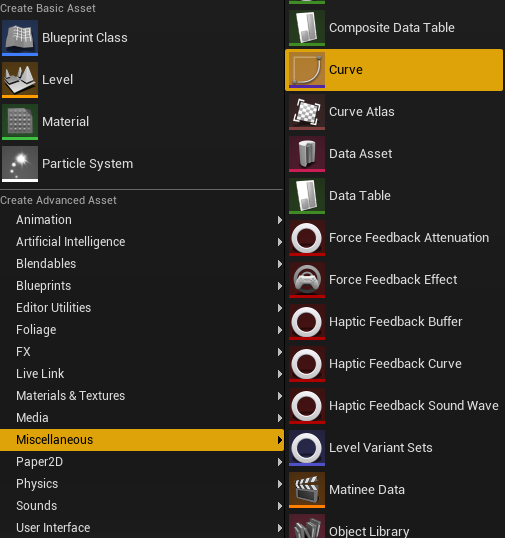 Create Basic Asset
Blueprint Class
Level
Material
Particle System
Create Advanced Asset
Animation
Artificial Intelligence
Blendables
Blueprints
Editor Utilities
Foliage
FX
Live Link
Materials & Textures
Media
Miscellaneous
Paper2D
Physics
Sounds
User Interface
Composite Data Table
Curve
Curve Atlas
Data Asset
Data Table
Force Feedback Attenuation
Force Feedback Effect
Haptic Feedback Buffer
Haptic Feedback Curve
Haptic Feedback Sound Wave
Level Variant Sets
Matinee Data
Object Library